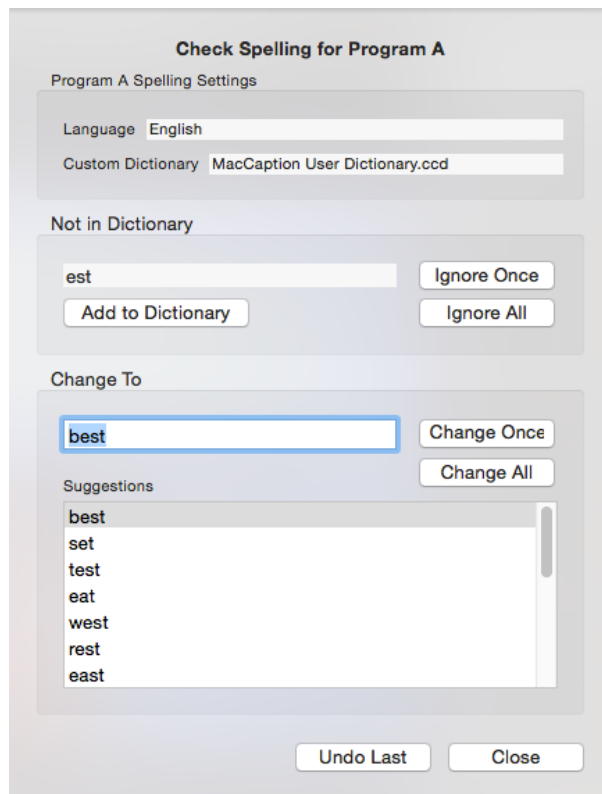 Check Spelling for Program A
Program A Spelling Settings
Language English
Custom Dictionary MacCaption User Dictionary.ccd
Not in Dictionary
est Ignore Once
Add to Dictionary Ignore All
Change To
best Change Once
Change All
Suggestions
best
set
test
eat
west
rest
east
Undo Last Close